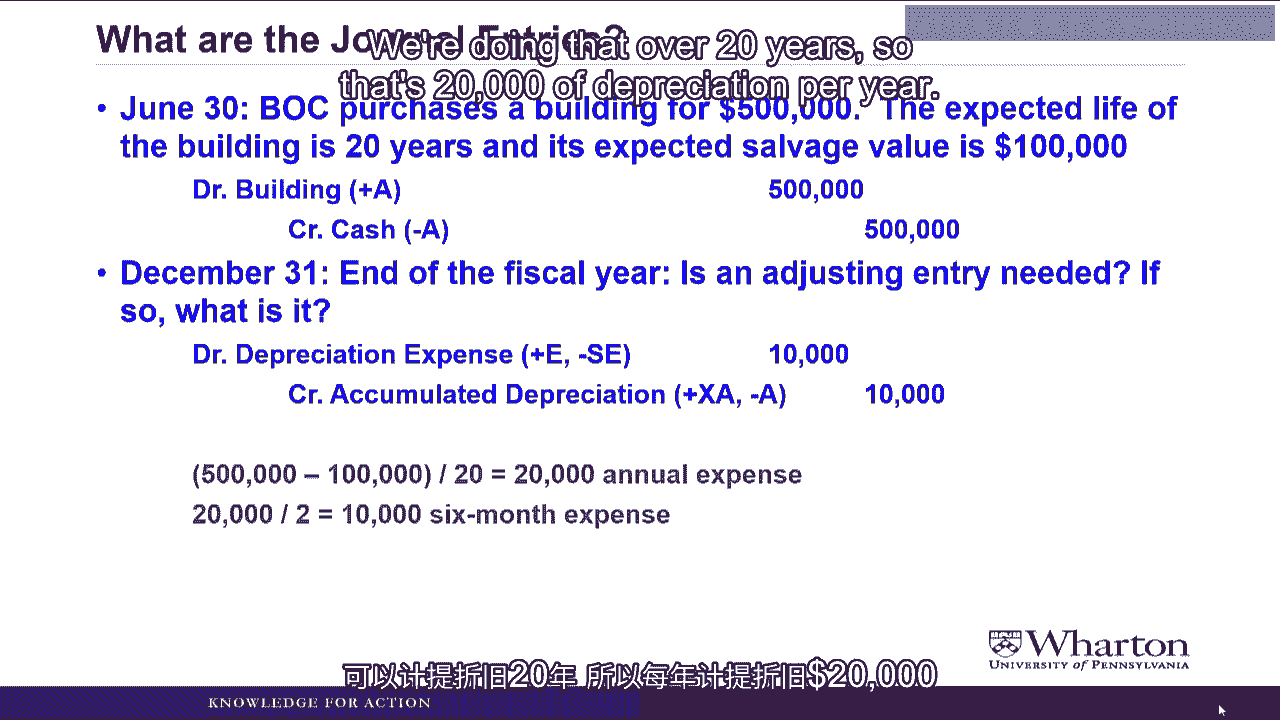 What are the Journal Entries?
We're doing that over 20 years, so
that's 20,000 of depreciation per year.
• June 30: BOC purchases a building for $500,000. The expected life of
the building is 20 years and its expected salvage value is $100,000
Dr. Building (+A) 500,000
Cr. Cash (-A) 500,000
• December 31: End of the fiscal year: Is an adjusting entry needed? If
so, what is it?
Dr. Depreciation Expense (+E, -SE) 10,000
Cr. Accumulated Depreciation (+XA, -A) 10,000
(500,000 – 100,000) / 20 = 20,000 annual expense
20,000 / 2 = 10,000 six-month expense
Wharton
UNIVERSITY of PENNSYLVANIA
可以计提折旧20年 所以每年计提折旧$20,000
KNOWLEDGE FOR ACTION